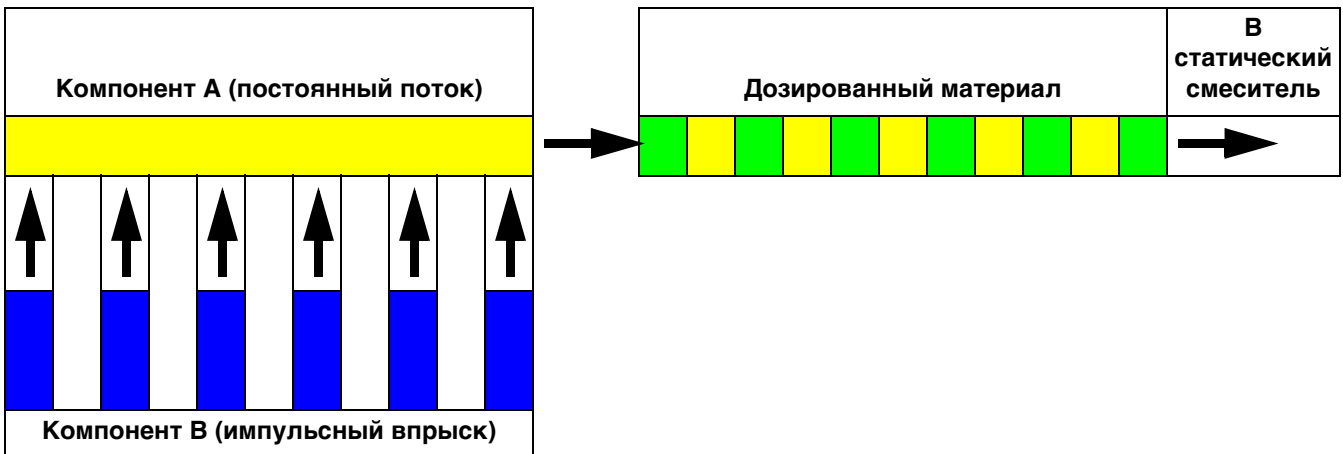 Компонент А (постоянный поток)
Дозированный материал
В
статический
смеситель
Компонент В (импульсный впрыск)